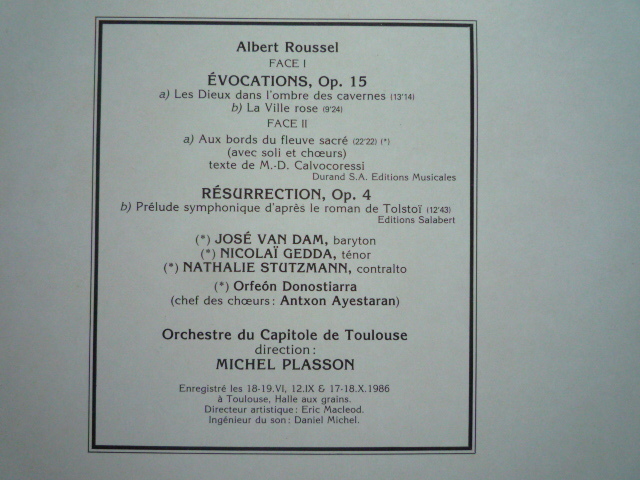 Albert Roussel
FACE I
ÉVOCATIONS, Op. 15
a) Les Dieux dans l'ombre des cavernes (13'14)
b) La Ville rose (9'24)
FACE II
a) Aux bords du fleuve sacré (22'22) (*)
(avec soli et chœurs)
texte de M.-D. Calvocoressi
Durand S.A. Editions Musicales
RÉSURRECTION, Op. 4
b) Prélude symphonique d'après le roman de Tolstoï (12'43)
Editions Salabert
(*) JOSÉ VAN DAM, baryton
(*) NICOLAÏ GEDDA, ténor
(*) NATHALIE STUTZMANN, contralto
(*) Orfeón Donostiarra
(chef des chœurs : Antxon Ayestaran)
Orchestre du Capitole de Toulouse
direction :
MICHEL PLASSON
Enregistré les 18-19.VI, 12.IX & 17-18.X.1986
à Toulouse, Halle aux grains.
Directeur artistique : Eric Macleod.
Ingénieur du son : Daniel Michel.